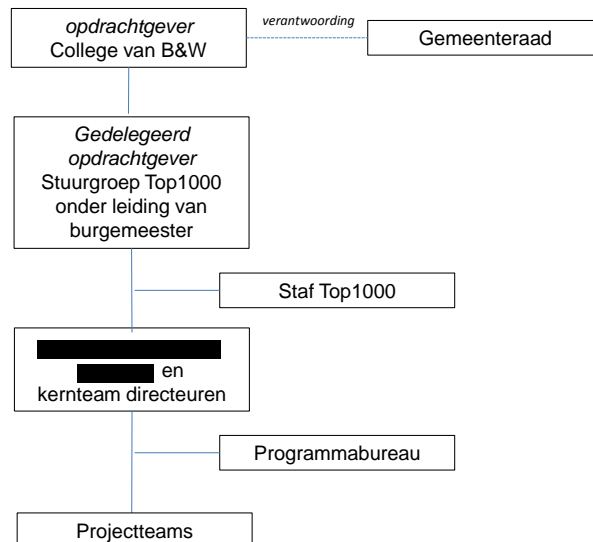 opdrachtgever
College van B&W
verantwoording
Gemeenteraad
Gedelegeerd
opdrachtgever
Stuurgroep Top1000
onder leiding van
burgemeester
Staf Top1000
en
kernteam directeuren
Programmabureau
Projectteams